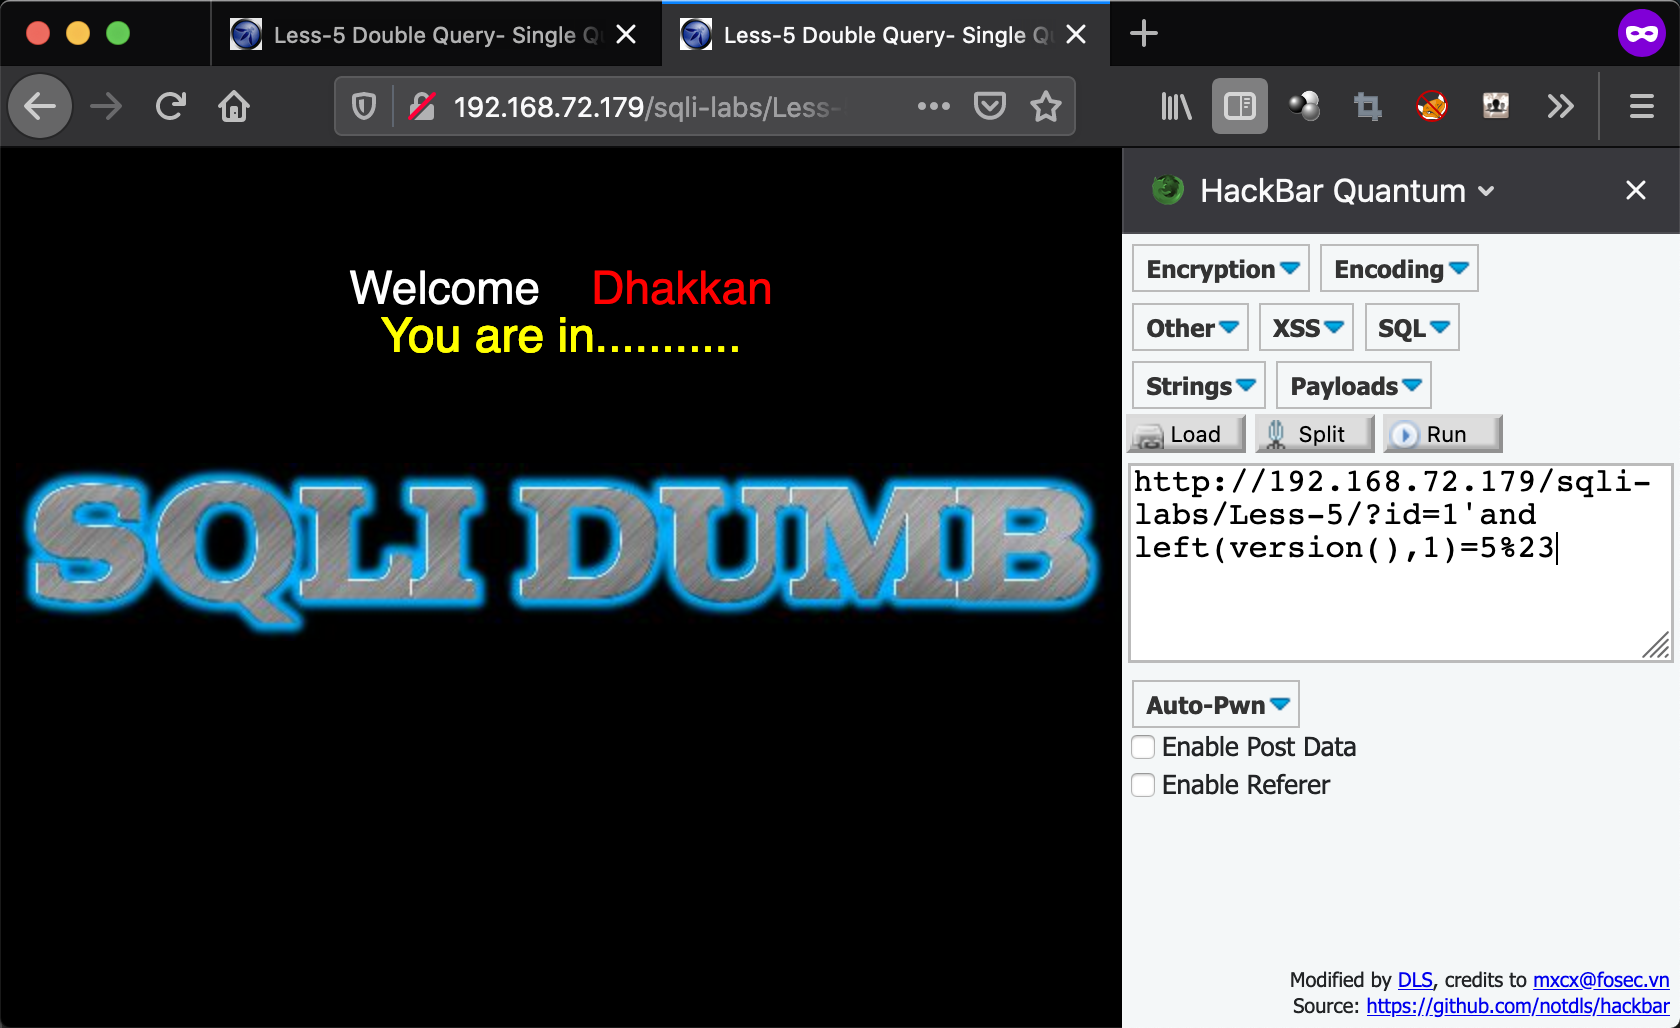 Less-5 Double Query- Single Qu
Less-5 Double Query- Single Qu
192.168.72.179/sqli-labs/Less-
HackBar Quantum
Welcome Dhakkan
You are in...........
SQLI DUMB
Encryption Encoding
Other XSS SQL
Strings Payloads
Load Split Run
http://192.168.72.179/sqli-
labs/Less-5/?id=1'and
left(version(),1)=5%23
Auto-Pwn
Enable Post Data
Enable Referer
Modified by DLS, credits to mxcx@fosec.vn
Source: https://github.com/notdls/hackbar